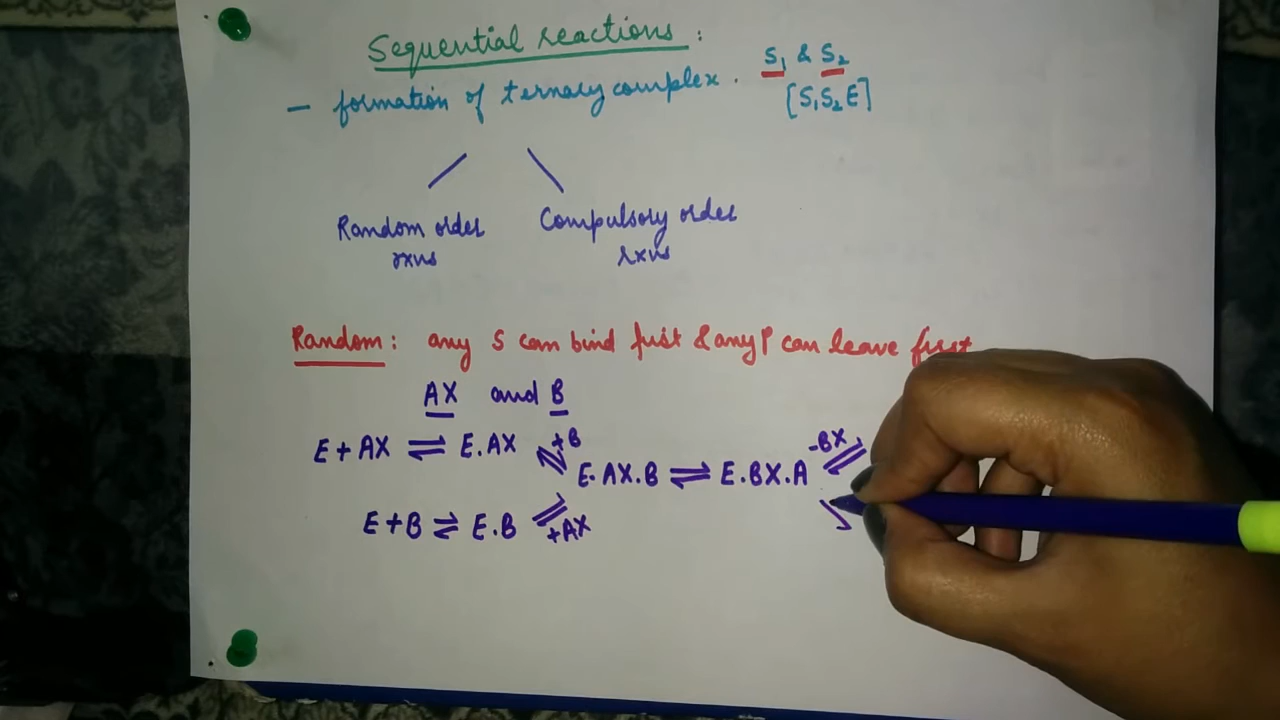 Sequential reactions :
– formation of ternary complex. S₁ & S₂
[S₁S₂E]
Random order Compulsory order
rxns rxns
Random : any S can bind first & any P can leave first
AX and B
E + AX ⇌ E.AX ⇌ +B -BX ⇌
E.AX.B ⇌ E.BX.A
E + B ⇌ E.B ⇌ +AX